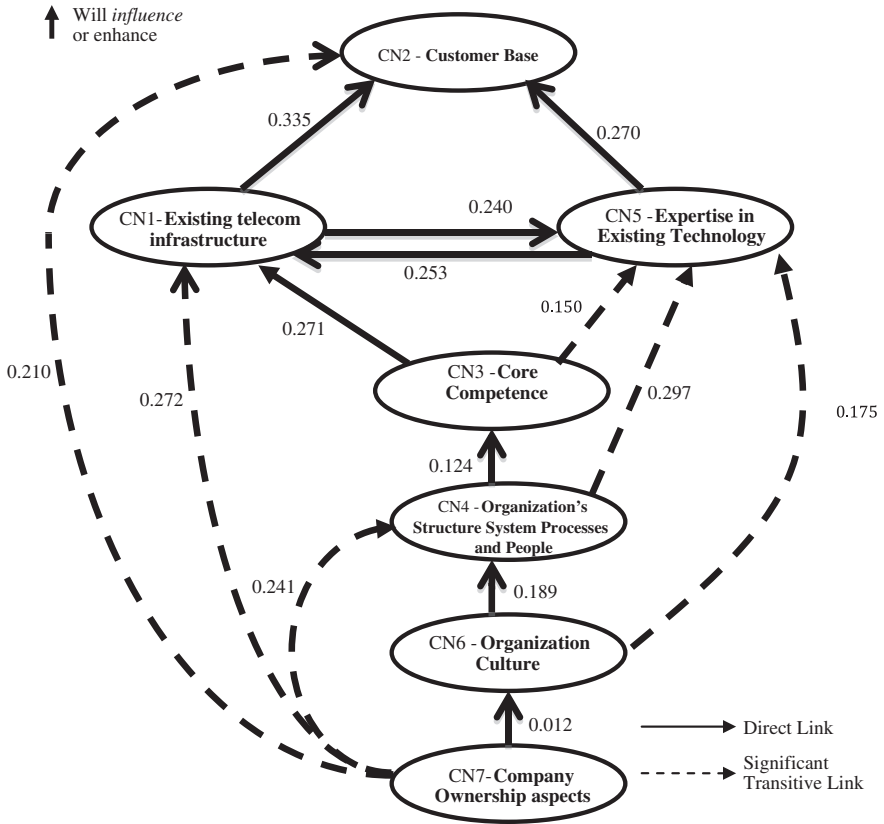 Will influence
or enhance
CN2 - Customer Base
0.335
0.270
CN1-Existing telecom
infrastructure
0.240
CN5 - Expertise in
Existing Technology
0.253
0.150
0.271
CN3 - Core
Competence
0.210
0.272
0.297
0.175
0.124
CN4 - Organization's
Structure System Processes
and People
0.241
0.189
CN6 - Organization
Culture
0.012
Direct Link
CN7- Company
Ownership aspects
Significant
Transitive Link